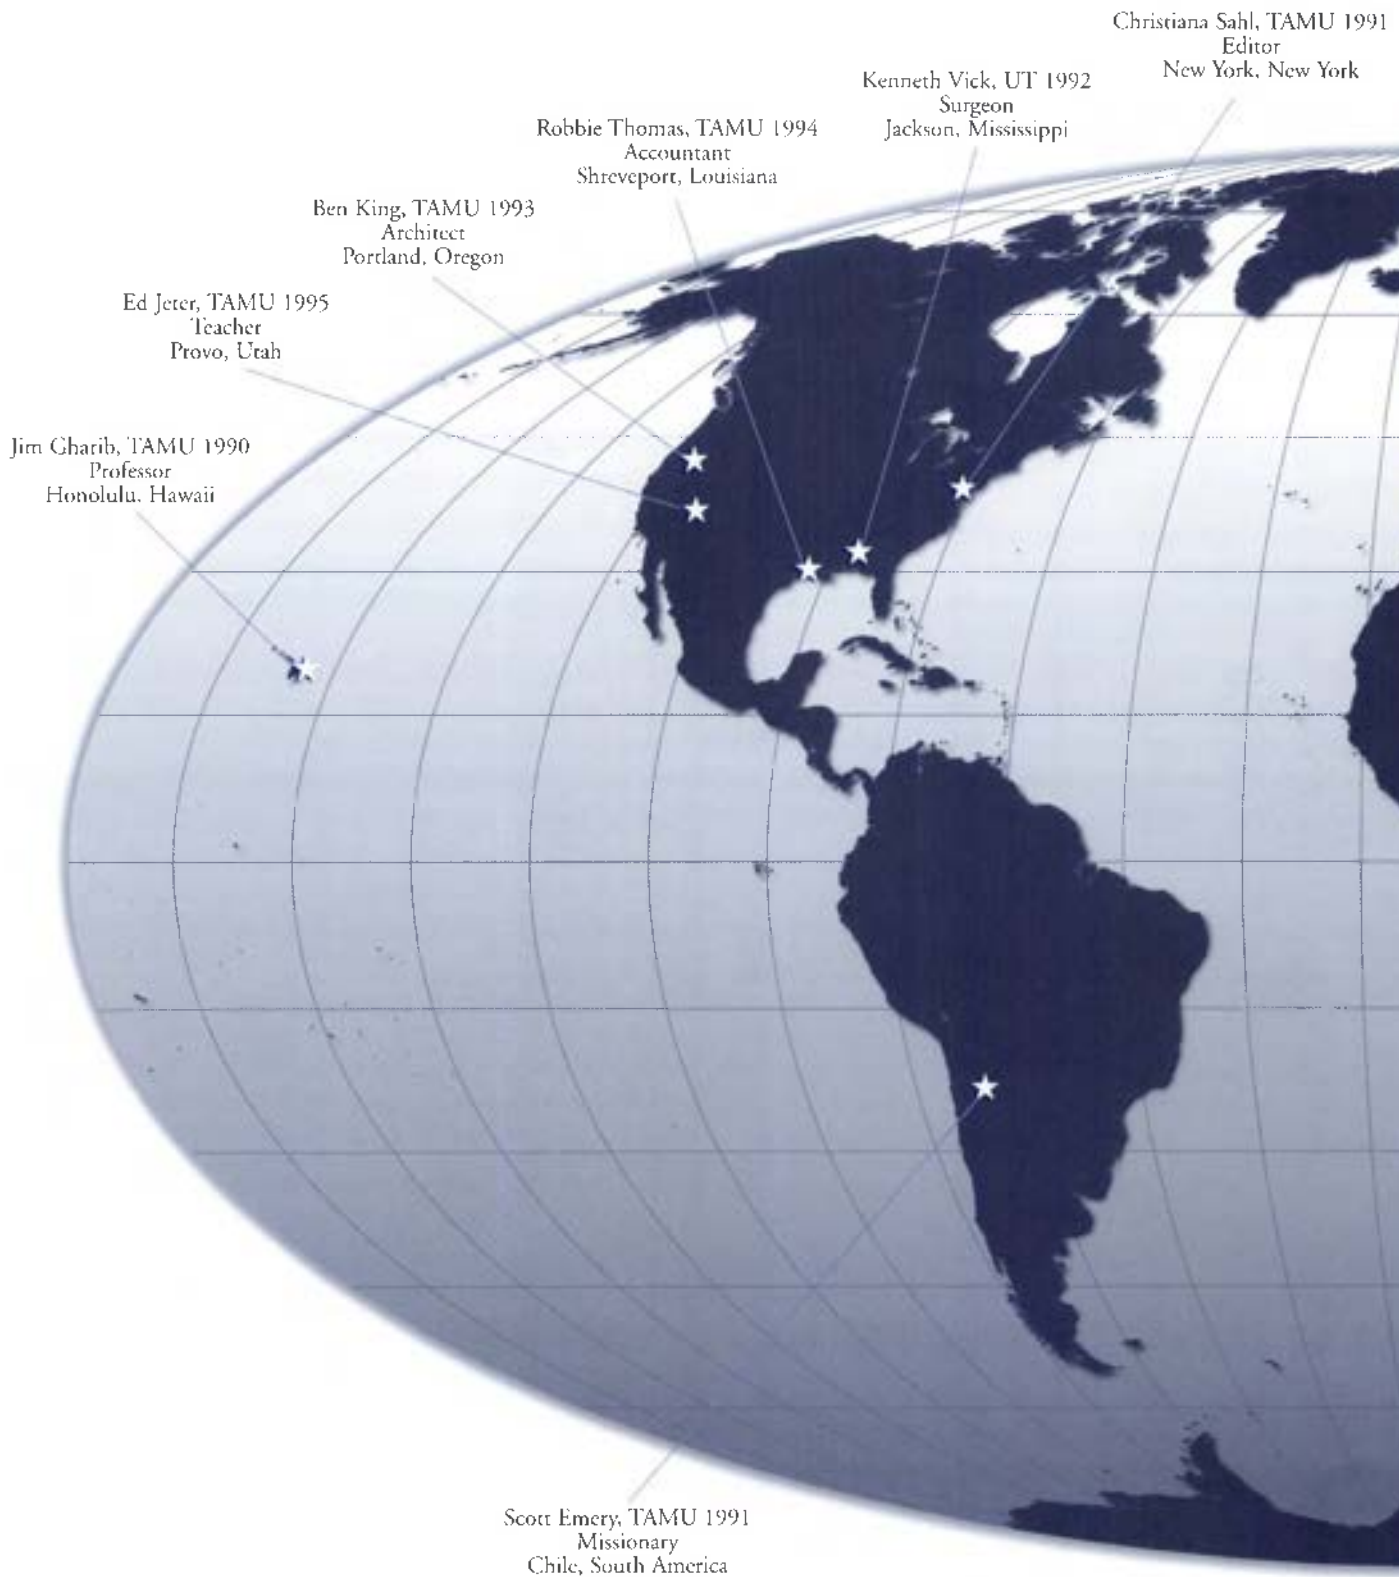 Christiana Sahl, TAMU 1991
Editor
New York, New York
Kenneth Vick, UT 1992
Surgeon
Jackson, Mississippi
Robbie Thomas, TAMU 1994
Accountant
Shreveport, Louisiana
Ben King, TAMU 1993
Architect
Portland, Oregon
Ed Jeter, TAMU 1995
Teacher
Provo, Utah
Jim Gharib, TAMU 1990
Professor
Honolulu, Hawaii
Scott Emery, TAMU 1991
Missionary
Chile, South America